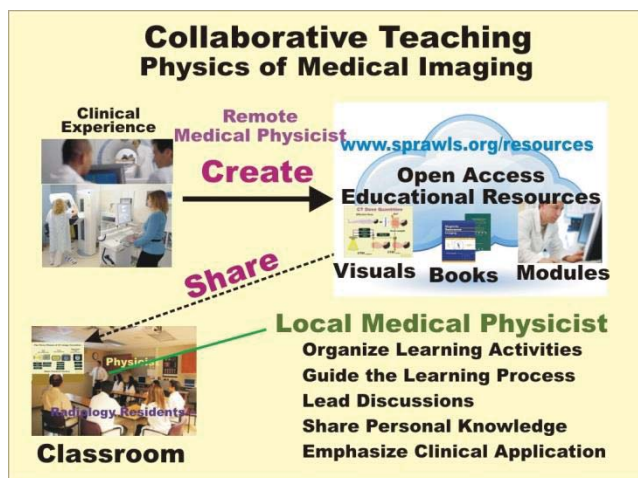 Collaborative Teaching
Physics of Medical Imaging
Clinical
Experience
Remote
Medical Physicist
Create
www.sprawls.org/resources
Open Access
Educational Resources
Visuals
Books
Modules
Share
Local Medical Physicist
Organize Learning Activities
Guide the Learning Process
Lead Discussions
Share Personal Knowledge
Emphasize Clinical Application
Physicist
Radiology Residents
Classroom